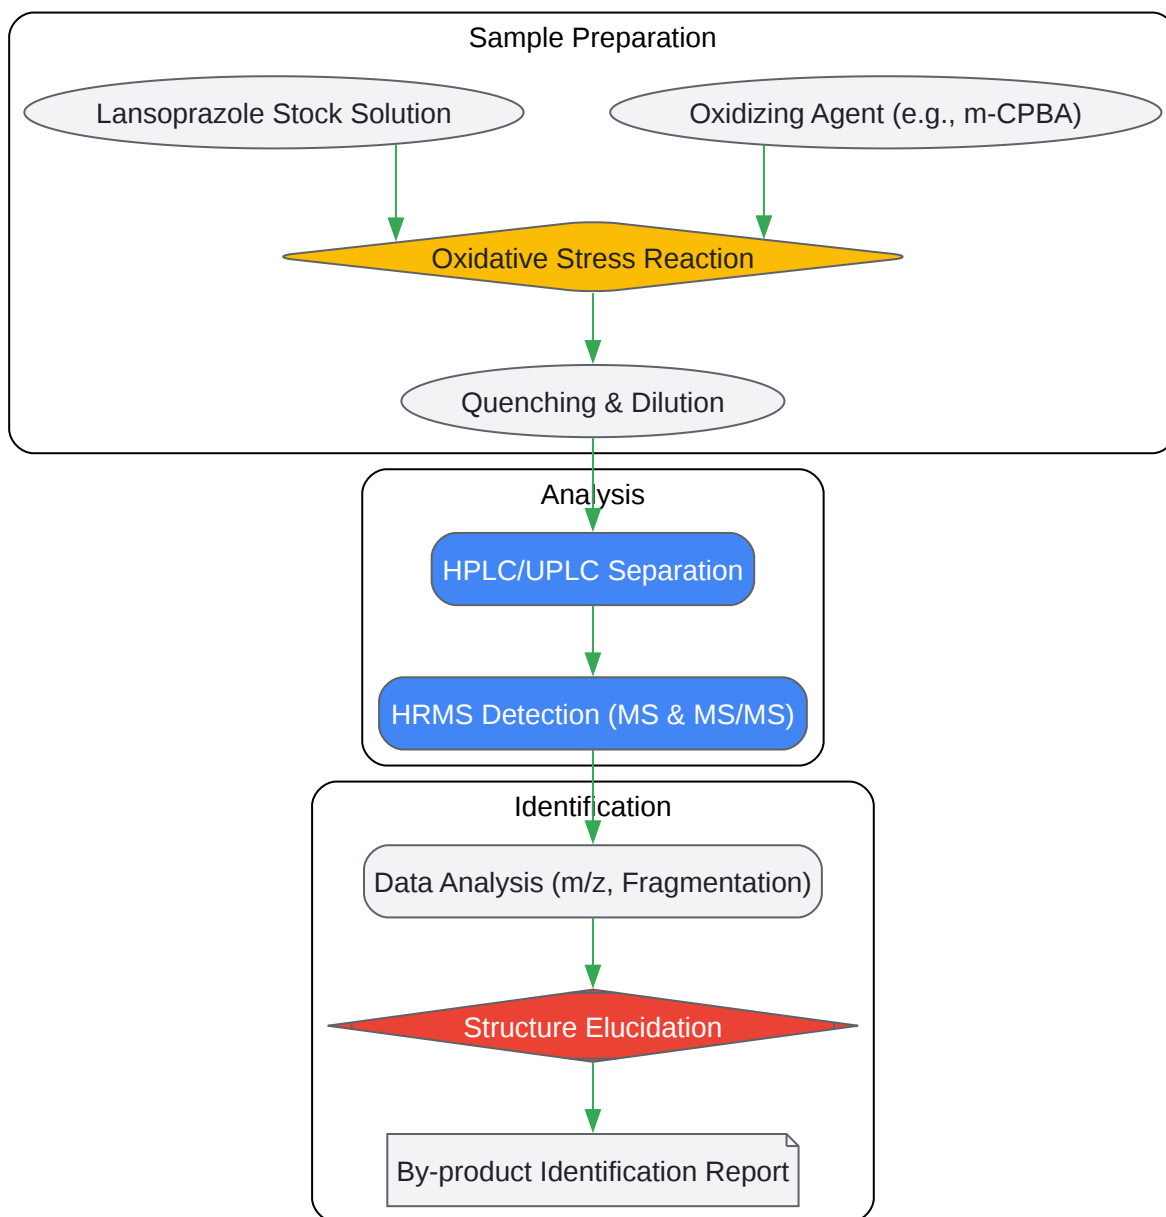 Sample Preparation
Lansoprazole Stock Solution
Oxidizing Agent (e.g., m-CPBA)
Oxidative Stress Reaction
Quenching & Dilution
Analysis
HPLC/UPLC Separation
HRMS Detection (MS & MS/MS)
Identification
Data Analysis (m/z, Fragmentation)
Structure Elucidation
By-product Identification Report